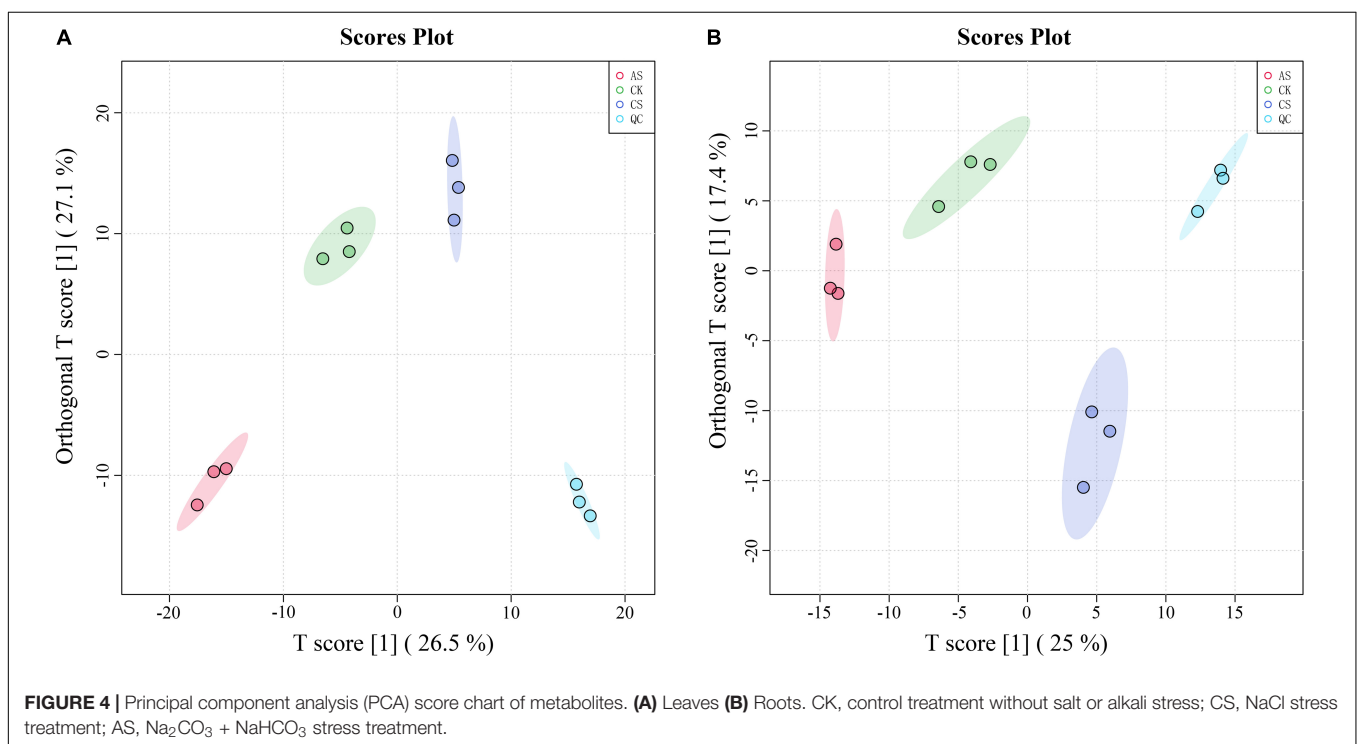 A
Scores Plot
AS
CK
CS
QC
Orthogonal T score [1] ( 27.1 %)
20
10
0
-10
-20
-10
0
10
20
T score [1] ( 26.5 %)
B
Scores Plot
AS
CK
CS
QC
Orthogonal T score [1] ( 17.4 %)
10
5
0
-5
-10
-15
-20
-15
-10
-5
0
5
10
15
T score [1] ( 25 %)
FIGURE 4 | Principal component analysis (PCA) score chart of metabolites. (A) Leaves (B) Roots. CK, control treatment without salt or alkali stress; CS, NaCl stress
treatment; AS, Na₂CO₃ + NaHCO₃ stress treatment.